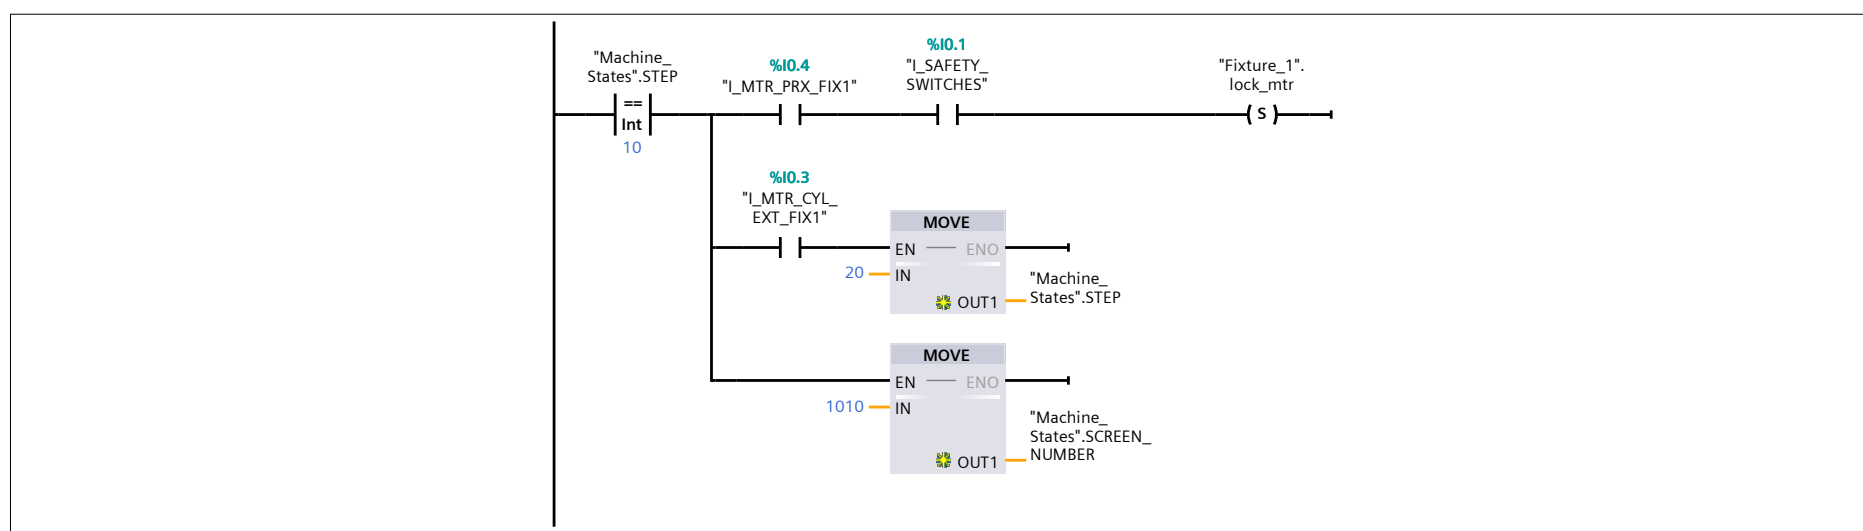 "Machine_
States".STEP
==
Int
10
%I0.4
"I_MTR_PRX_FIX1"
%I0.1
"I_SAFETY_
SWITCHES"
"Fixture_1".
lock_mtr
S
%I0.3
"I_MTR_CYL_
EXT_FIX1"
MOVE
EN
ENO
20
IN
OUT1
"Machine_
States".STEP
MOVE
EN
ENO
1010
IN
OUT1
"Machine_
States".SCREEN_
NUMBER